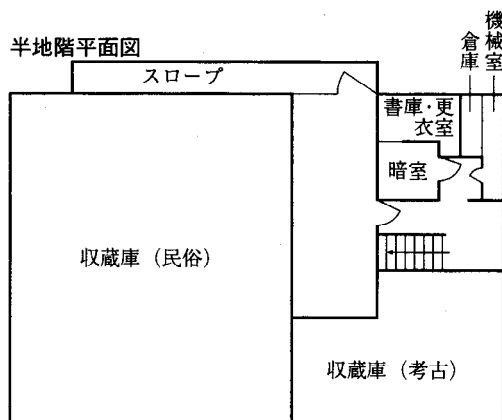 半地階平面図
スロープ
機械室
倉庫
書庫・更
衣室
暗室
収蔵庫（民俗）
収蔵庫（考古）